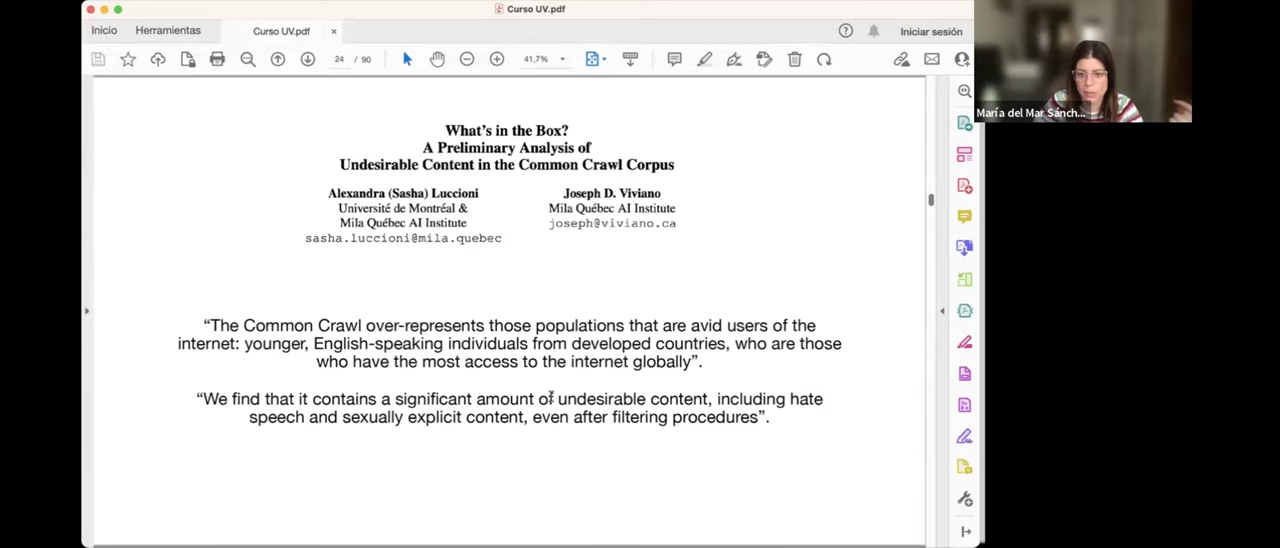 Curso UV.pdf
Inicio
Herramientas
Curso UV.pdf
×
Iniciar sesión
24 / 90
41,7%
María del Mar Sánch...
What's in the Box?
A Preliminary Analysis of
Undesirable Content in the Common Crawl Corpus
Alexandra (Sasha) Luccioni
Université de Montréal &
Mila Québec AI Institute
sasha.luccioni@mila.quebec
Joseph D. Viviano
Mila Québec AI Institute
joseph@viviano.ca
“The Common Crawl over-represents those populations that are avid users of the
internet: younger, English-speaking individuals from developed countries, who are those
who have the most access to the internet globally”.
“We find that it contains a significant amount of undesirable content, including hate
speech and sexually explicit content, even after filtering procedures”.